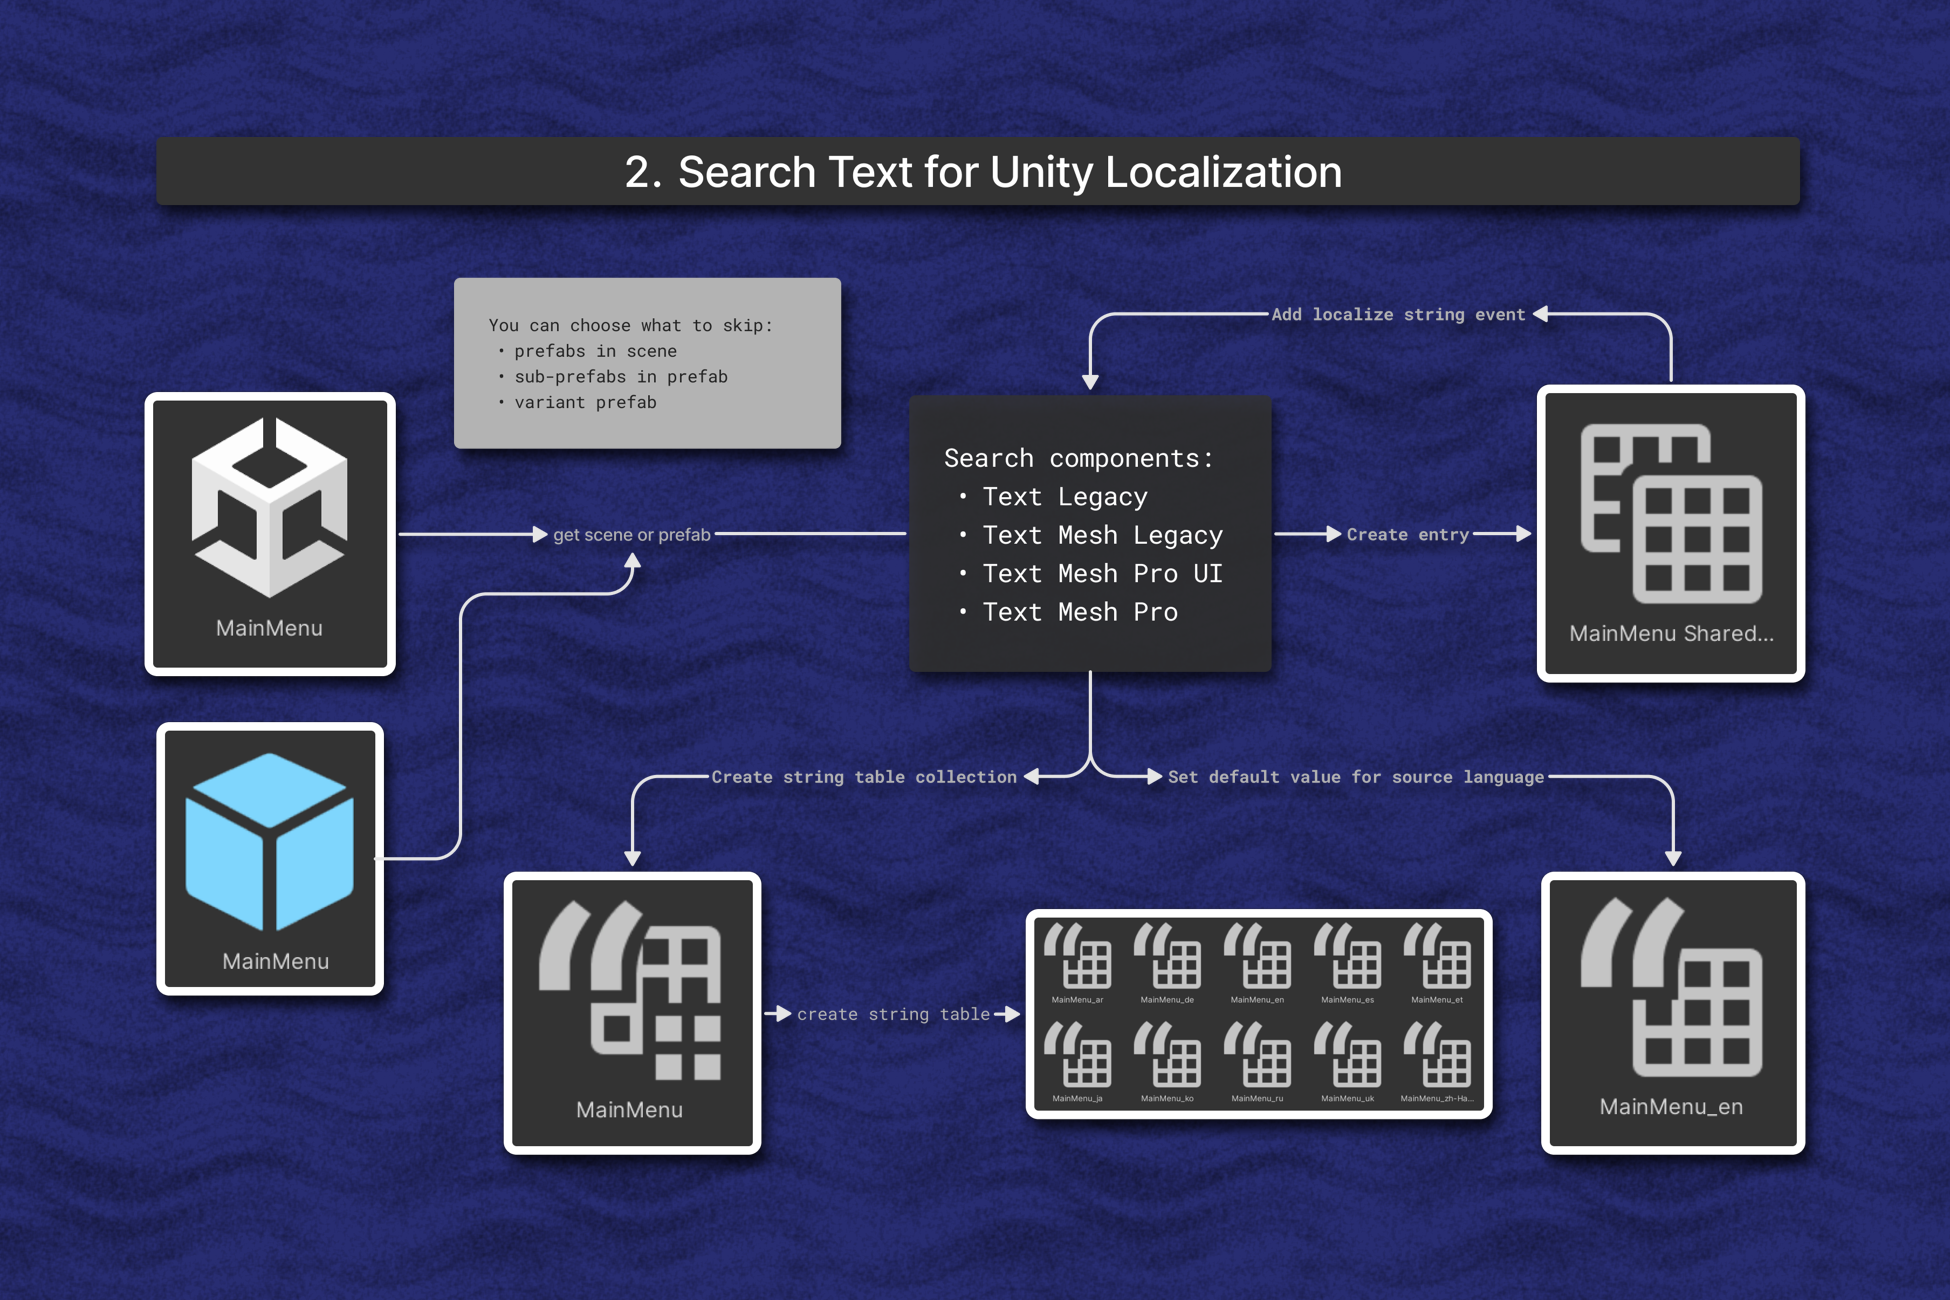 2. Search Text for Unity Localization
You can choose what to skip:
• prefabs in scene
• sub-prefabs in prefab
• variant prefab
Add localize string event
MainMenu
get scene or prefab
Search components:
• Text Legacy
• Text Mesh Legacy
• Text Mesh Pro UI
• Text Mesh Pro
Create entry
MainMenu Shared...
MainMenu
Create string table collection
Set default value for source language
MainMenu
create string table
MainMenu_ar
MainMenu_de
MainMenu_en
MainMenu_es
MainMenu_et
MainMenu_ja
MainMenu_ko
MainMenu_ru
MainMenu_uk
MainMenu_zh-Ha...
MainMenu_en